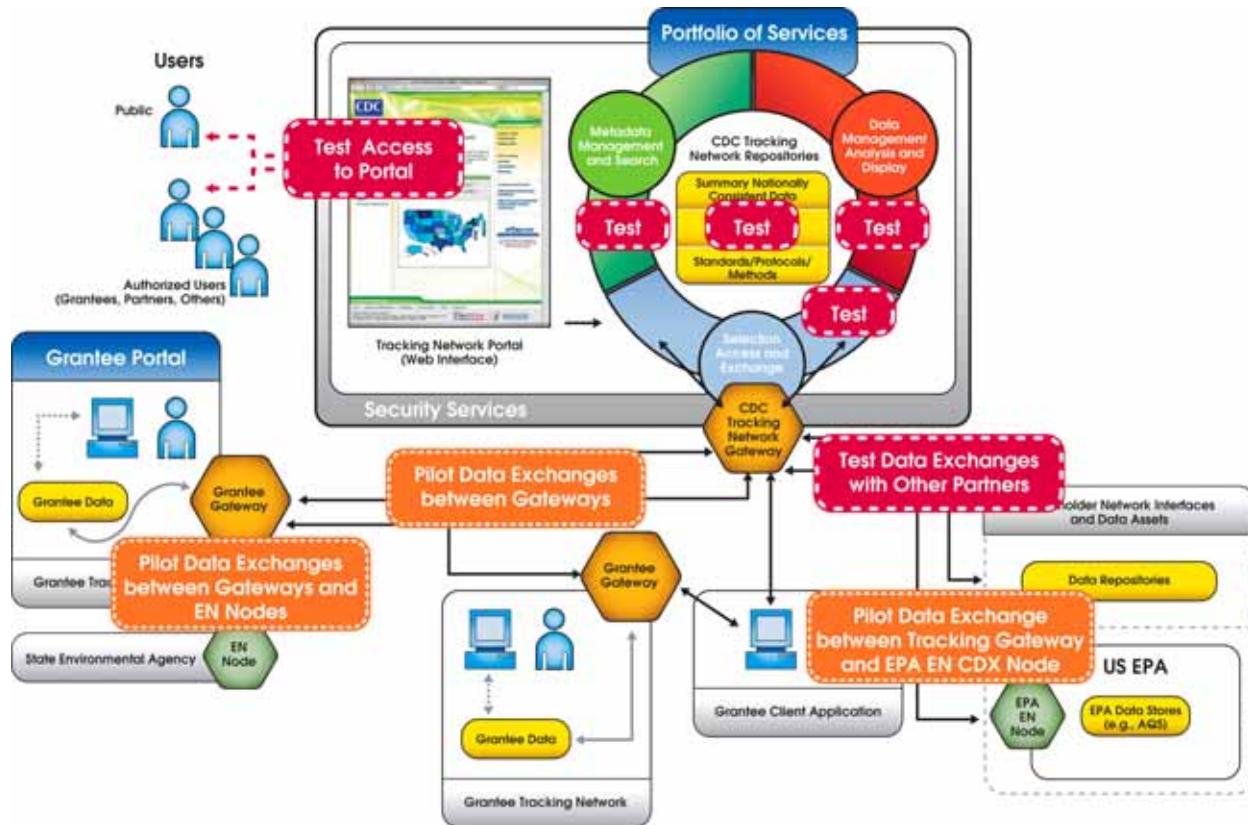 Portfolio of Services
Users
Public
CDC
Test Access
to Portal
Metadata
Management
and Search
CDC Tracking
Network Repositories
Data
Management
Analysis and
Display
Summary Nationally
Consistent Data
Test
Test
Test
Standards/Protocols/
Methods
Test
Authorized Users
(Grantees, Partners, Others)
Tracking Network Portal
(Web Interface)
Selection
Access and
Exchange
Security Services
CDC
Tracking
Network
Gateway
Grantee Portal
Grantee Data
Grantee
Gateway
Pilot Data Exchanges
between Gateways
Test Data Exchanges
with Other Partners
holder Network Interfaces
and Data Assets
Data Repositories
Pilot Data Exchanges
between Gateways and
EN Nodes
Grantee
Gateway
Pilot Data Exchange
between Tracking Gateway
and EPA EN CDX Node
Grantee
State Environmental Agency
EN
Node
US EPA
EPA
EN
Node
EPA Data Stores
(e.g., AQS)
Grantee Data
Grantee Client Application
Grantee Tracking Network